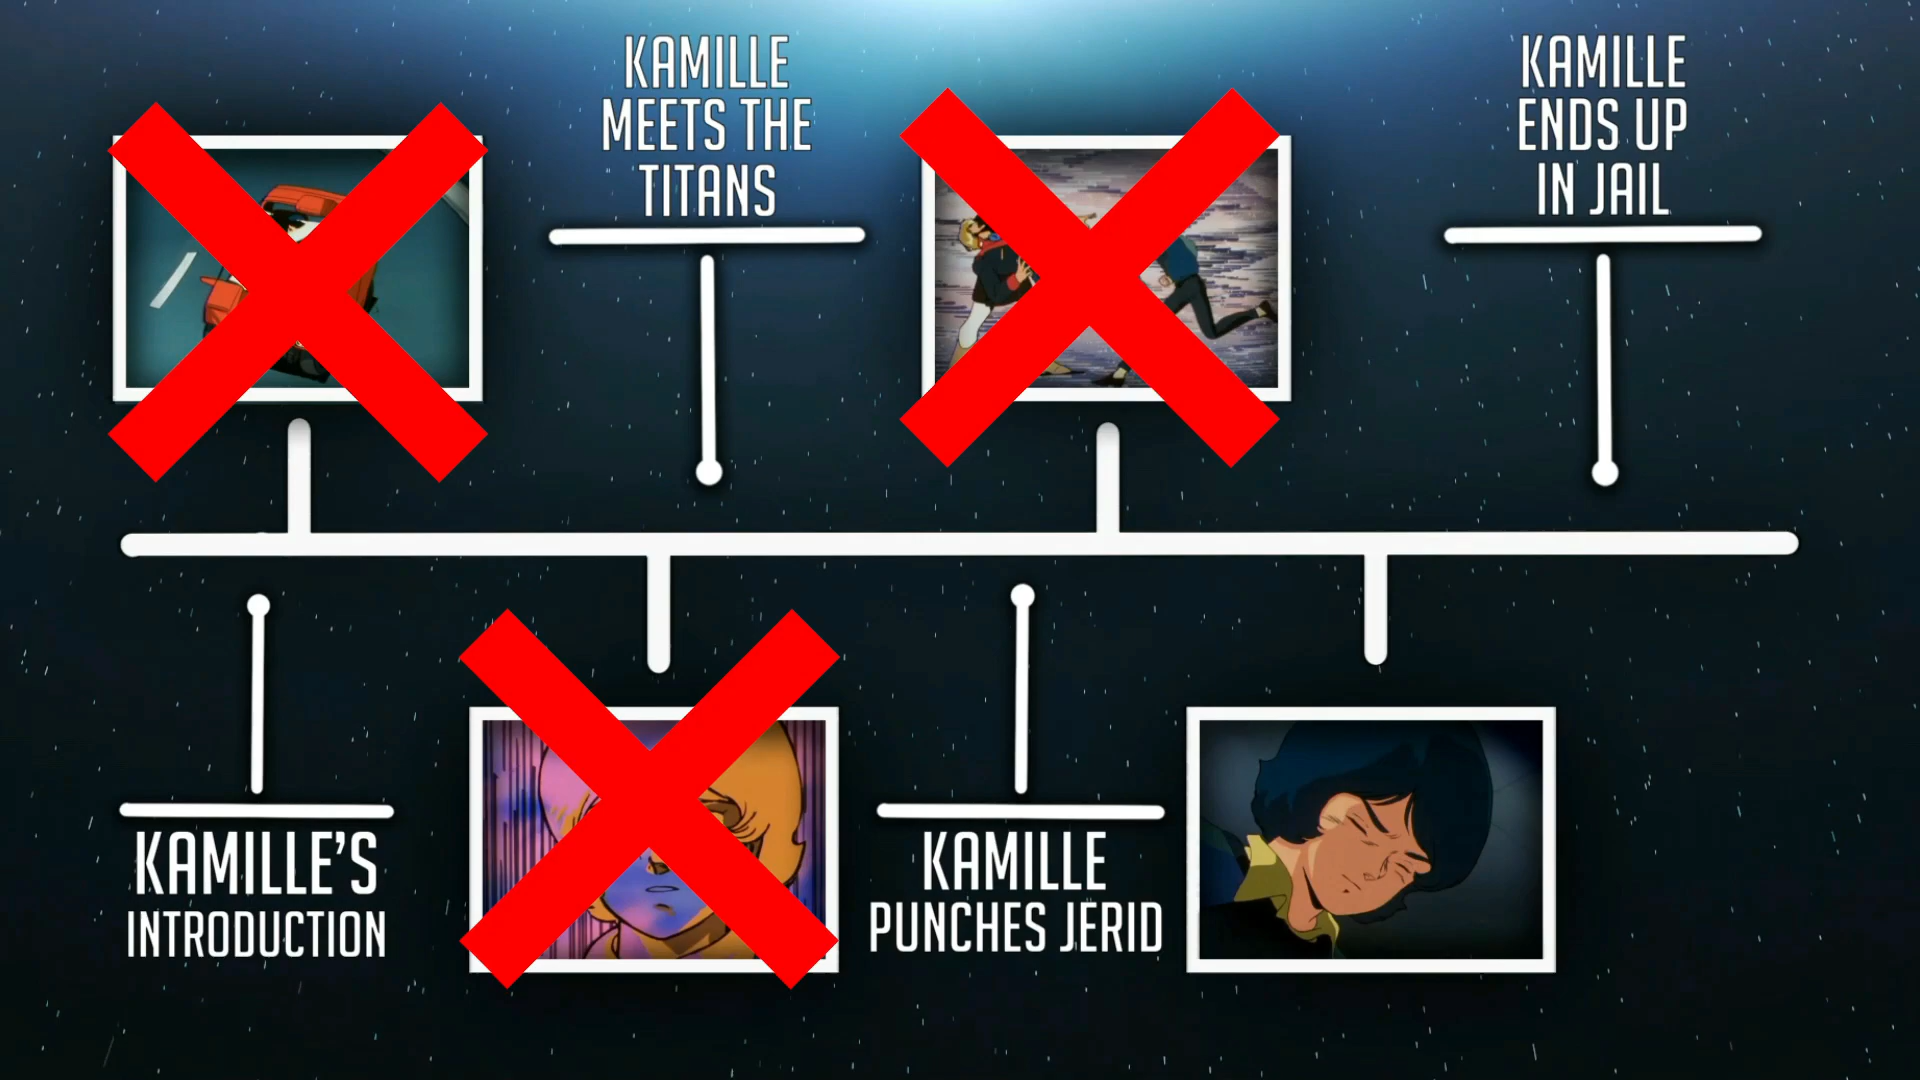 KAMILLE
MEETS THE
TITANS
KAMILLE
ENDS UP
IN JAIL
KAMILLE'S
INTRODUCTION
KAMILLE
PUNCHES JERID